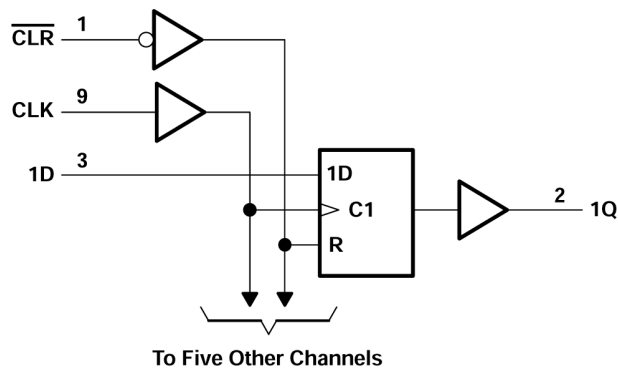 CLR 1
CLK 9
1D 3
1D
C1
R
2 1Q
To Five Other Channels